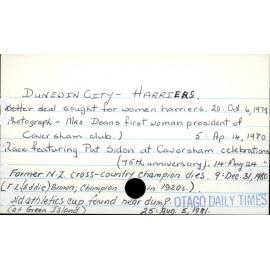 DUNEDIN CITY - HARRIERS.
Better deal sought for women harriers. 20: Oct. 6, 1979
Photograph - Mrs Deans first woman president of
Caversham club.) 5: Ap. 14, 1980
Race featuring Pat Sidon at Caversham celebrations
(75th anniversary). 14: May 24 "
Former N.Z. cross-country champion dies. 9: Dec. 31, 1980
(F L (Eddie) Brown; Champion in 1920s.)
Old athletics cup found near dump OTAGO DAILY TIMES
(at Green Island) 25: Aug. 5, 1981.